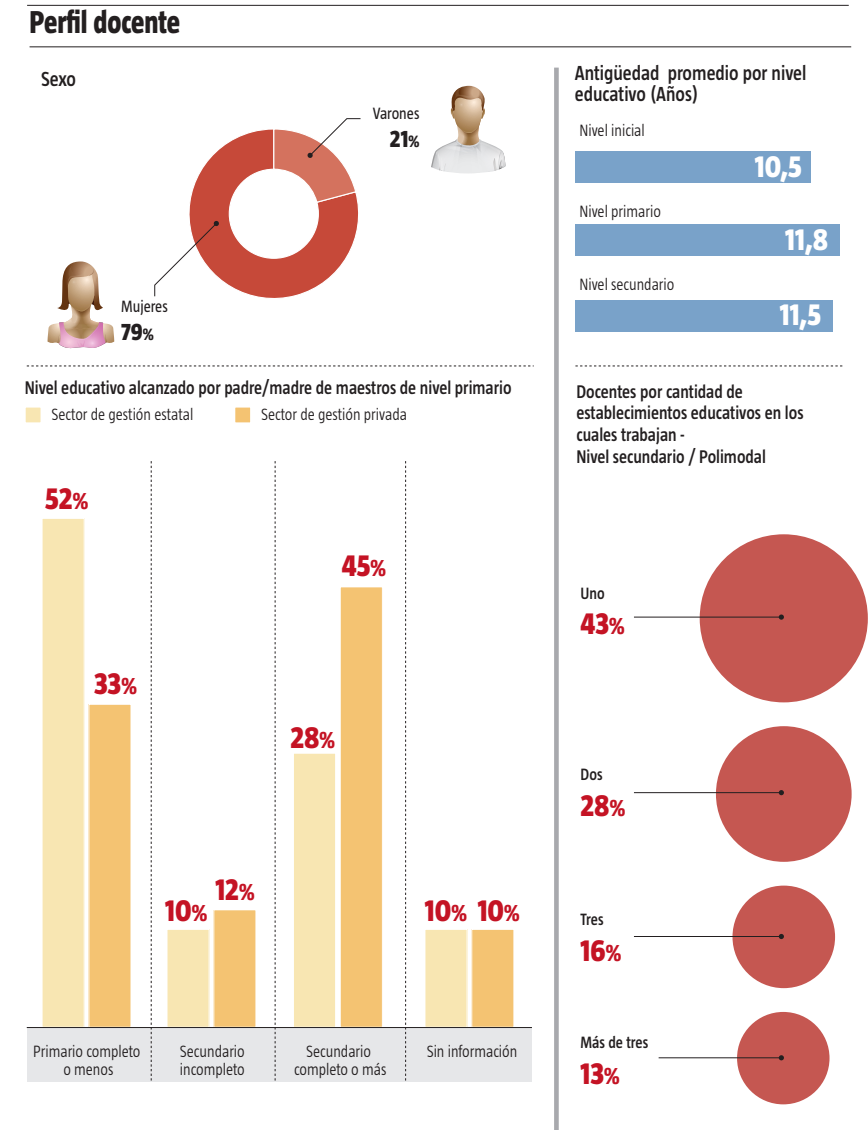 Perfil docente
Sexo
Varones
21%
Mujeres
79%
Antigüedad promedio por nivel
educativo (Años)
Nivel inicial
10,5
Nivel primario
11,8
Nivel secundario
11,5
Nivel educativo alcanzado por padre/madre de maestros de nivel primario
Sector de gestión estatal
Sector de gestión privada
52%
33%
10%
12%
28%
45%
10%
10%
Primario completo
o menos
Secundario
incompleto
Secundario
completo o más
Sin información
Docentes por cantidad de
establecimientos educativos en los
cuales trabajan -
Nivel secundario / Polimodal
Uno
43%
Dos
28%
Tres
16%
Más de tres
13%